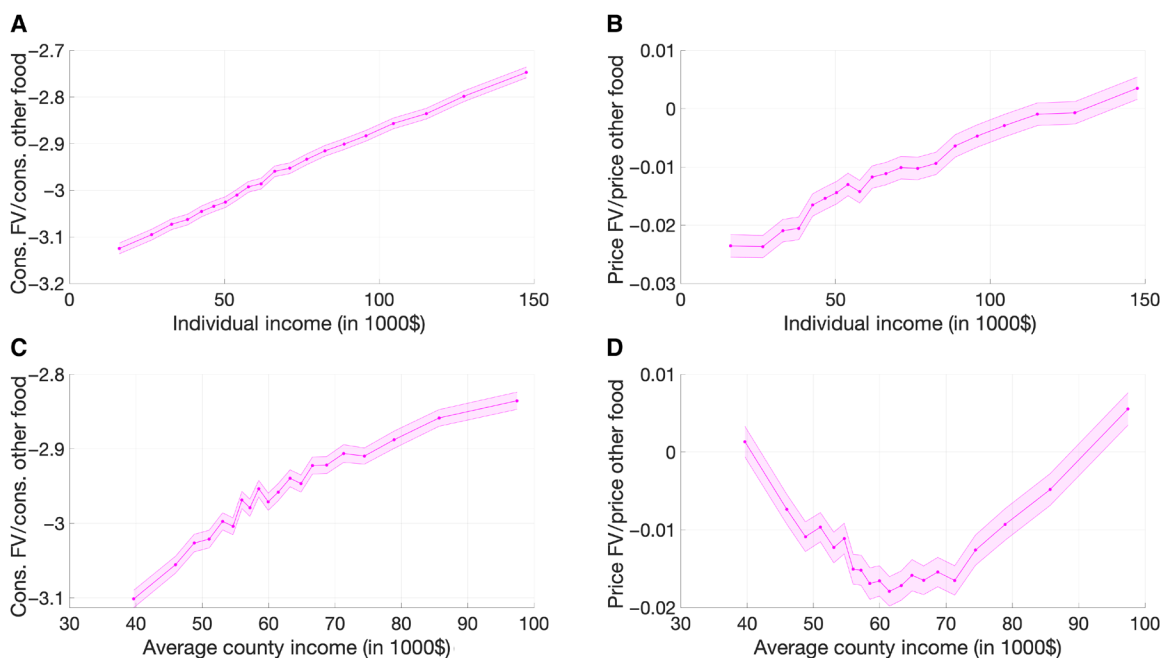 A
Cons. FV/cons. other food
−2.7
−2.8
−2.9
−3
−3.1
−3.2
0 50 100 150
Individual income (in 1000$)
B
Price FV/price other food
0.01
0
−0.01
−0.02
−0.03
0 50 100 150
Individual income (in 1000$)
C
Cons. FV/cons. other food
−2.8
−2.9
−3
−3.1
30 40 50 60 70 80 90 100
Average county income (in 1000$)
D
Price FV/price other food
0.01
0
−0.01
−0.02
30 40 50 60 70 80 90 100
Average county income (in 1000$)